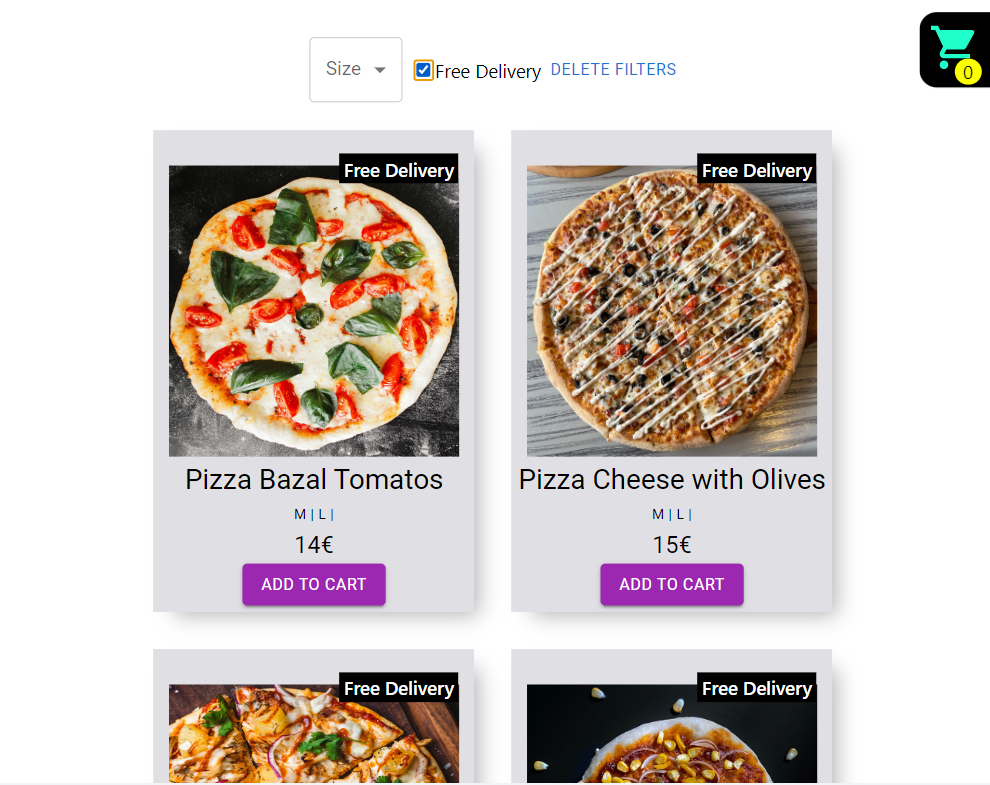 Size
Free Delivery
DELETE FILTERS
0
Free Delivery
Free Delivery
Pizza Bazal Tomatos
M | L |
14€
ADD TO CART
Pizza Cheese with Olives
M | L |
15€
ADD TO CART
Free Delivery
Free Delivery